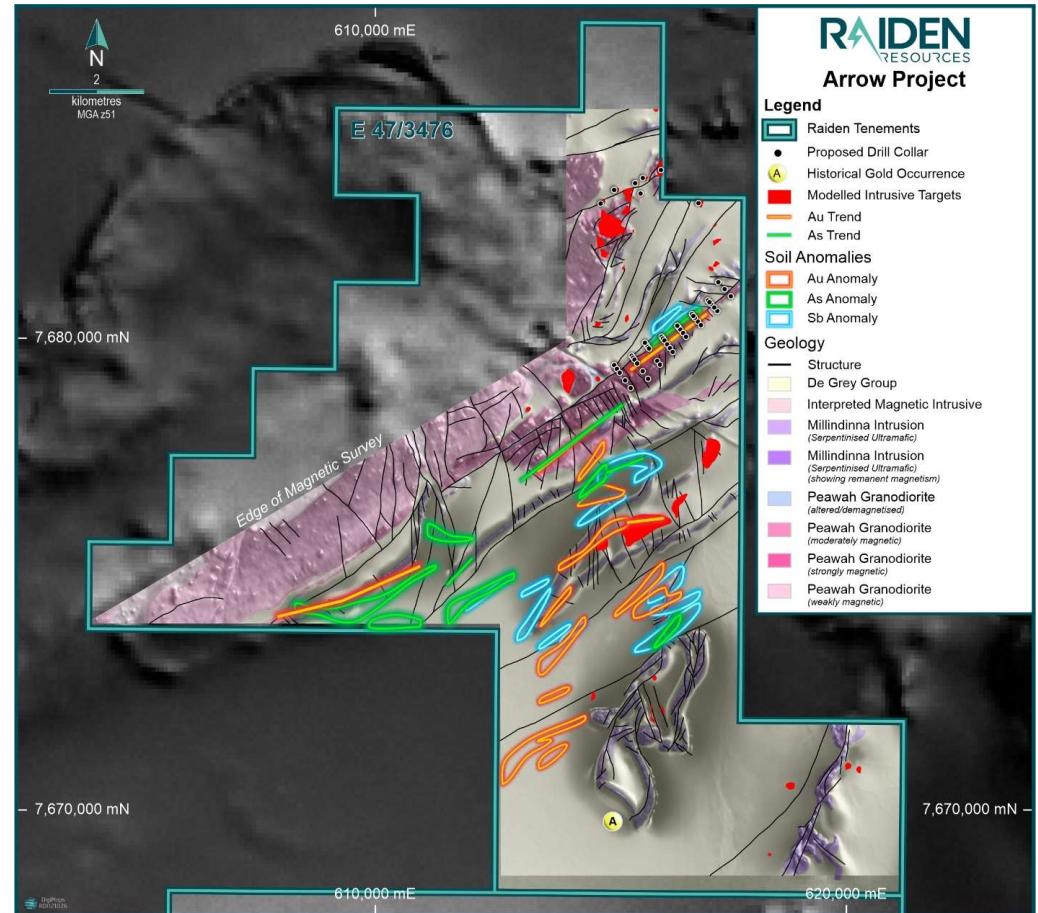 610,000 mE
N
2
kilometres
MGA z51
E 47/3476
7,680,000 mN
Edge of Magnetic Survey
7,670,000 mN
7,670,000 mN
A
610,000 mE
620,000 mE
RAIDEN
RESOURCES
Arrow Project
Legend
Raiden Tenements
Proposed Drill Collar
A
Historical Gold Occurrence
Modelled Intrusive Targets
Au Trend
As Trend
Soil Anomalies
Au Anomaly
As Anomaly
Sb Anomaly
Geology
Structure
De Grey Group
Interpreted Magnetic Intrusive
Millindinna Intrusion
(Serpentinised Ultramafic)
Millindinna Intrusion
(Serpentinised Ultramafic)
(showing remanent magnetism)
Peawah Granodiorite
(altered/demagnetised)
Peawah Granodiorite
(moderately magnetic)
Peawah Granodiorite
(strongly magnetic)
Peawah Granodiorite
(weakly magnetic)